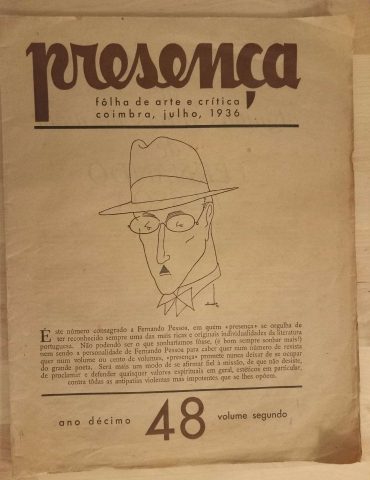 presença
fôlha de arte e crítica
coimbra, julho, 1936
Êste número consagrado a Fernando Pessoa, em quem «presença» se orgulha de
ter reconhecido sempre uma das mais ricas e originais individualidades da literatura
portuguesa. Não podendo ser o que sonharíamos fôsse, (é bom sempre sonhar mais!)
nem sendo a personalidade de Fernando Pessoa para caber quer num número de revista
quer num volume ou cento de volumes, «presença» promete nunca deixar de se ocupar
do grande poeta. Será mais um modo de se afirmar fiel à missão, de que não desiste,
de proclamar e defender quaisquer valores espirituais em geral, estéticos em particular,
contra tôdas as antipatias violentas mas impotentes que se lhes opõem.
ano décimo 48 volume segundo